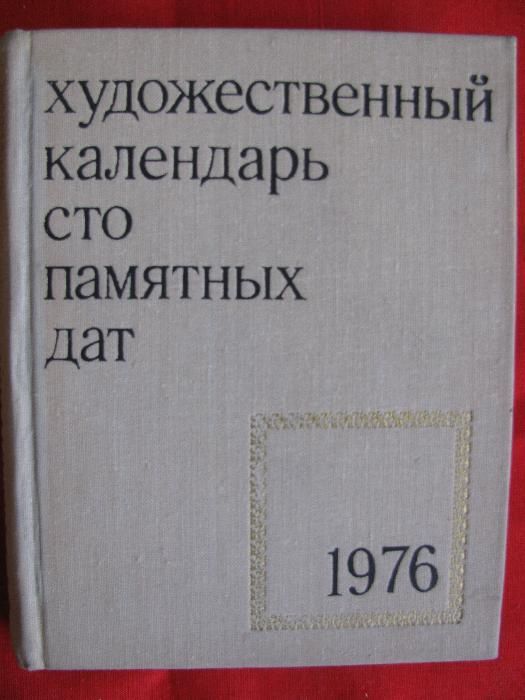 художественный
календарь
сто
памятных
дат
1976